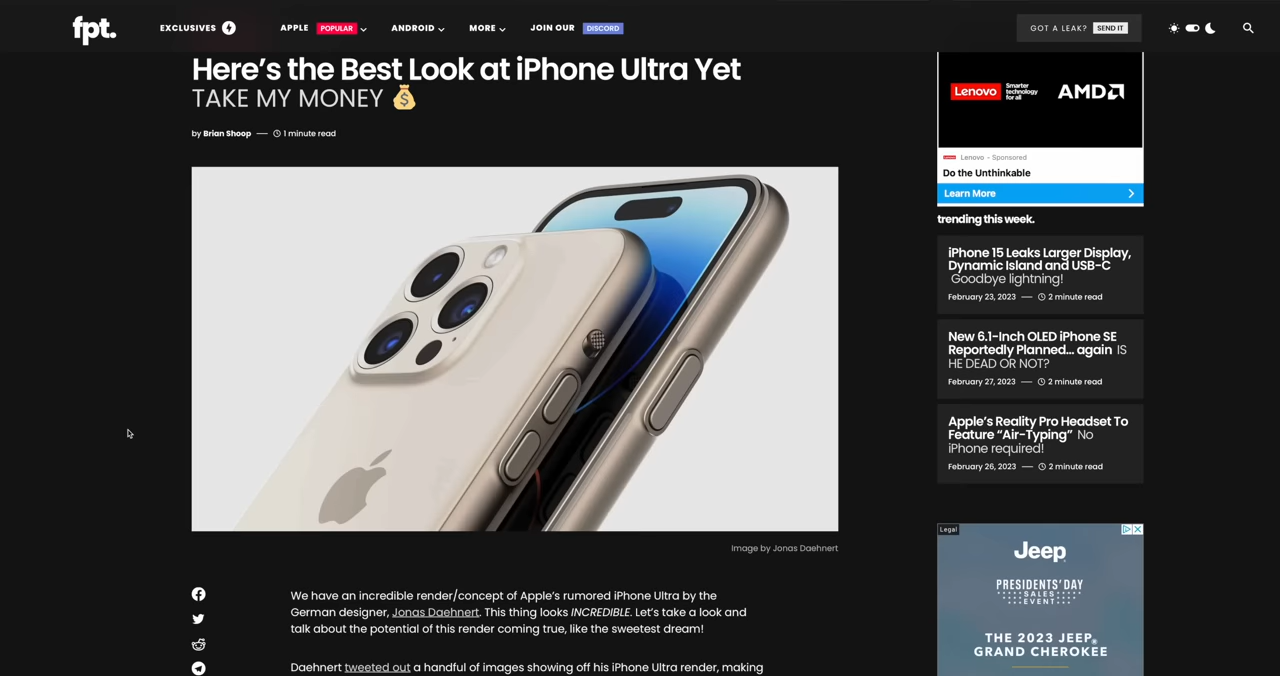 fpt.
EXCLUSIVES
APPLE POPULAR
ANDROID
MORE
JOIN OUR DISCORD
GOT A LEAK? SEND IT
Here's the Best Look at iPhone Ultra Yet
TAKE MY MONEY 💰
by Brian Shoop — 1 minute read
Image by Jonas Daehnert
We have an incredible render/concept of Apple's rumored iPhone Ultra by the
German designer, Jonas Daehnert. This thing looks INCREDIBLE. Let's take a look and
talk about the potential of this render coming true, like the sweetest dream!
Daehnert tweeted out a handful of images showing off his iPhone Ultra render, making
Lenovo
Smarter
technology
for all
AMD
Lenovo - Sponsored
Do the Unthinkable
Learn More
trending this week.
iPhone 15 Leaks Larger Display,
Dynamic Island and USB-C
Goodbye lightning!
February 23, 2023 — 2 minute read
New 6.1-Inch OLED iPhone SE
Reportedly Planned... again IS
HE DEAD OR NOT?
February 27, 2023 — 2 minute read
Apple's Reality Pro Headset To
Feature “Air-Typing” No
iPhone required!
February 26, 2023 — 2 minute read
Legal
Jeep
PRESIDENTS' DAY
SALES
EVENT
THE 2023 JEEP®
GRAND CHEROKEE